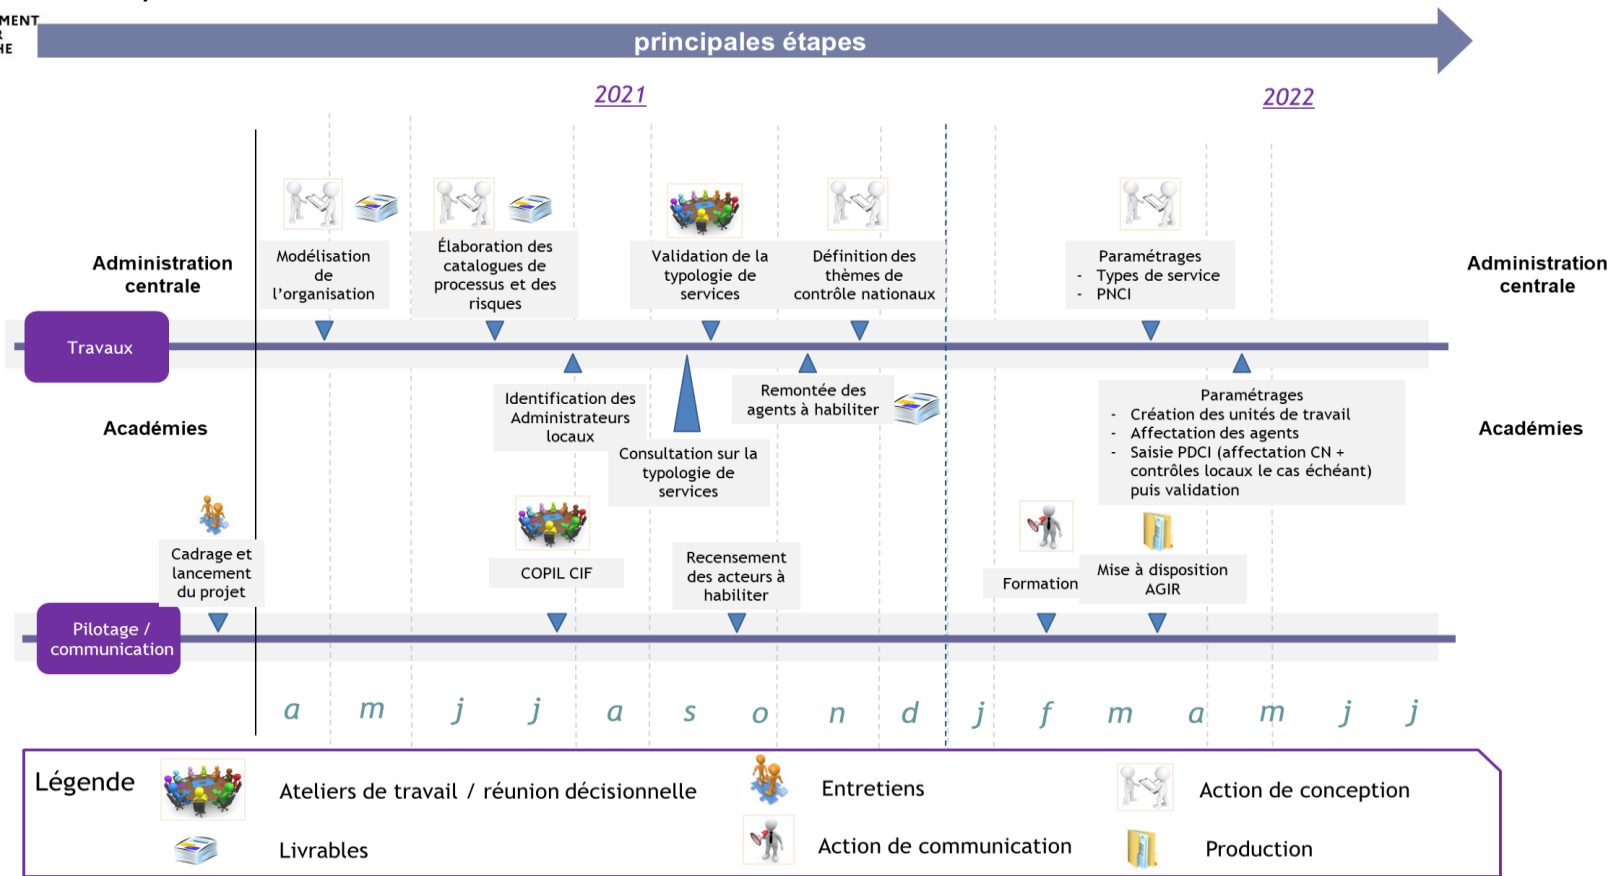 MENT
R
HE
principales étapes
2021
2022
Administration
centrale
Modélisation
de
l'organisation
Élaboration des
catalogues de
processus et des
risques
Validation de la
typologie de
services
Définition des
thèmes de
contrôle nationaux
Paramétrages
- Types de service
- PNCI
Administration
centrale
Travaux
Académies
Identification des
Administrateurs
locaux
Consultation sur la
typologie de
services
Remontée des
agents à habiliter
Paramétrages
- Création des unités de travail
- Affectation des agents
- Saisie PDCI (affectation CN +
contrôles locaux le cas échéant)
puis validation
Académies
Cadrage et
lancement
du projet
COPIL CIF
Recensement
des acteurs à
habiliter
Formation
Mise à disposition
AGIR
Pilotage /
communication
a m j j a s o n d j f m a m j j
Légende
Ateliers de travail / réunion décisionnelle
Entretiens
Action de conception
Livrables
Action de communication
Production